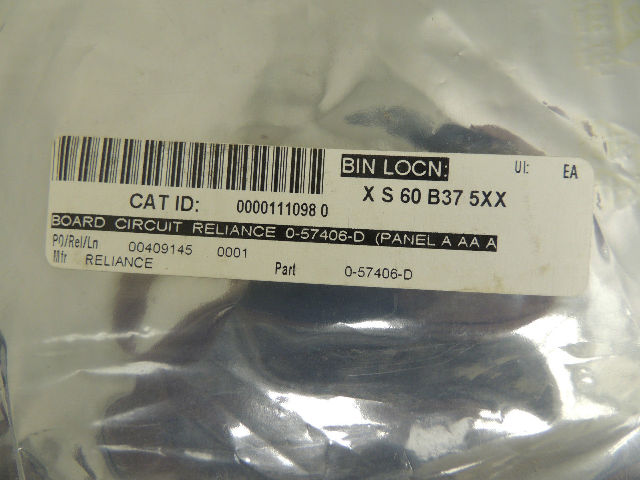 BIN LOCN: UI: EA
CAT ID: 0000111098 0 X S 60 B37 5XX
BOARD CIRCUIT RELIANCE 0-57406-D (PANEL A AA A
PO/Rel/Ln 00409145 0001
Mfr RELIANCE Part 0-57406-D